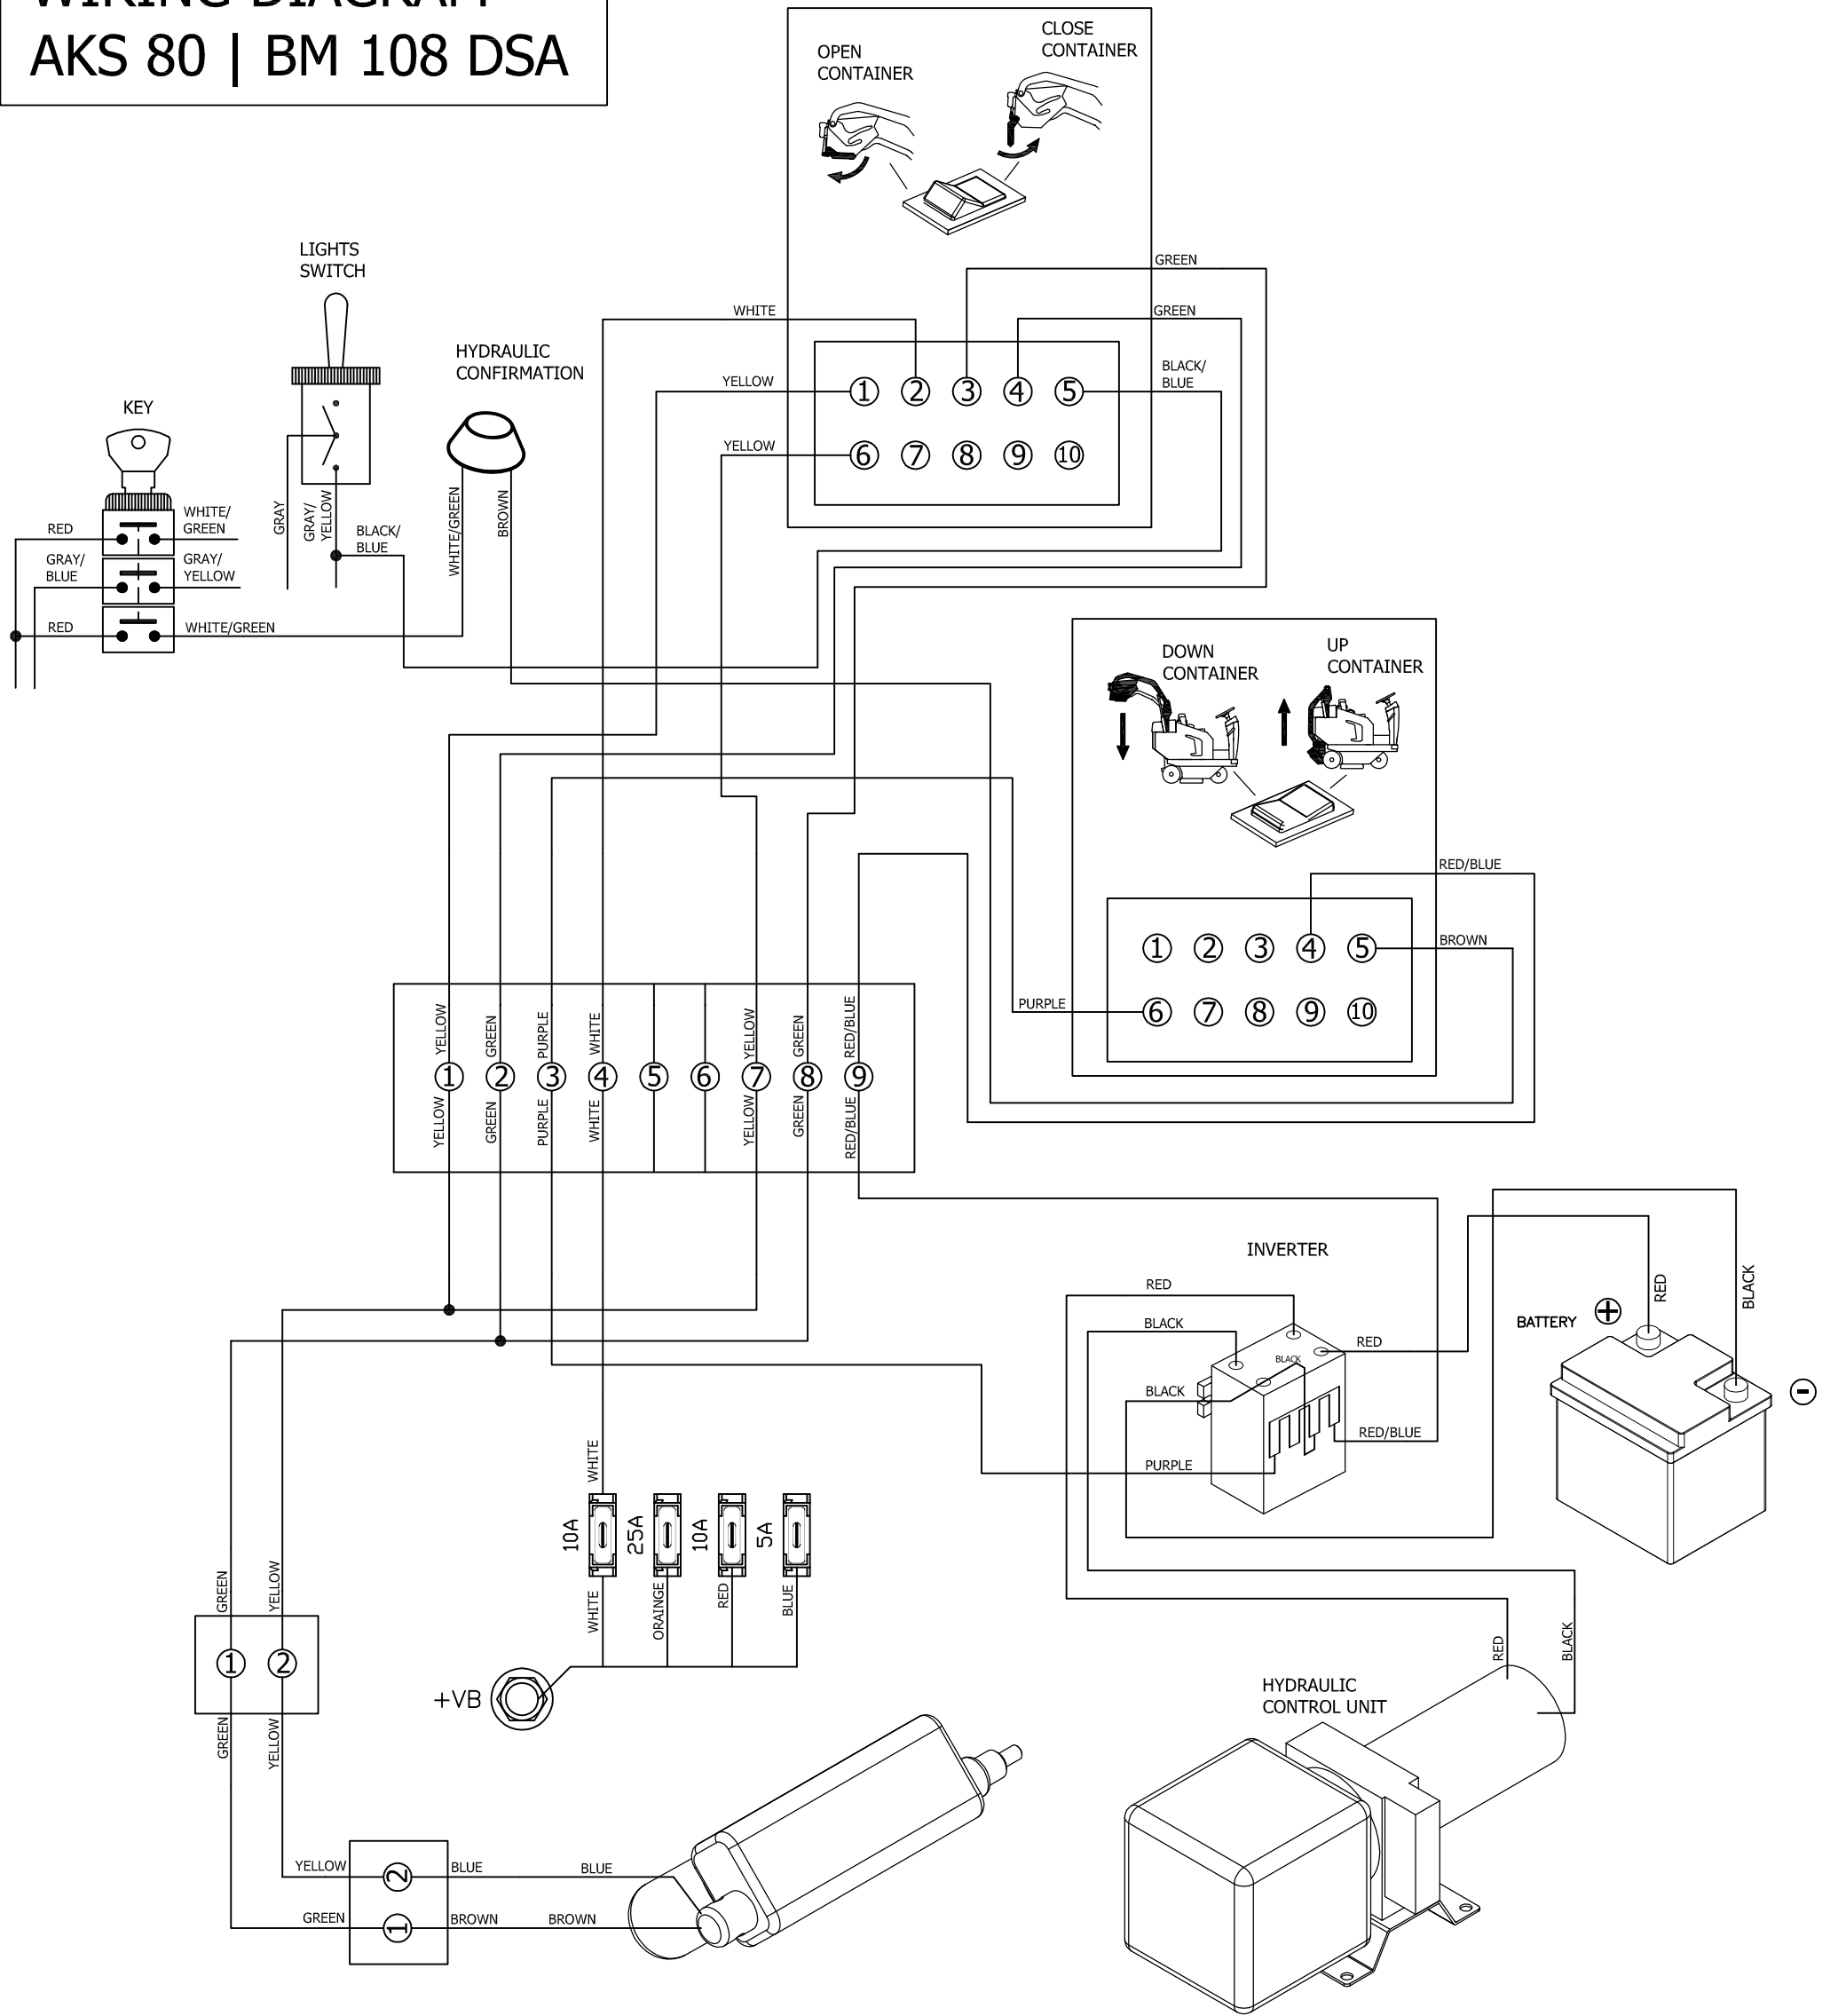 WIRING DIAGRAM
AKS 80 | BM 108 DSA
OPEN
CONTAINER
CLOSE
CONTAINER
GREEN
WHITE
GREEN
YELLOW
BLACK/
BLUE
1 2 3 4 5
YELLOW
6 7 8 9 10
LIGHTS
SWITCH
HYDRAULIC
CONFIRMATION
KEY
RED
WHITE/
GREEN
GRAY/
BLUE
GRAY/
YELLOW
RED
WHITE/GREEN
GRAY
GRAY/
YELLOW
BLACK/
BLUE
WHITE/GREEN
BROWN
DOWN
CONTAINER
UP
CONTAINER
RED/BLUE
1 2 3 4 5
BROWN
PURPLE
6 7 8 9 10
YELLOW
GREEN
PURPLE
WHITE
YELLOW
GREEN
RED/BLUE
1 2 3 4 5 6 7 8 9
YELLOW
GREEN
PURPLE
WHITE
YELLOW
GREEN
RED/BLUE
INVERTER
RED
BLACK
BLACK
RED
BLACK
RED/BLUE
PURPLE
BATTERY
+
-
RED
BLACK
WHITE
10A
25A
10A
5A
WHITE
ORAINGE
RED
BLUE
+VB
GREEN
YELLOW
1 2
GREEN
YELLOW
YELLOW
2
BLUE
BLUE
GREEN
1
BROWN
BROWN
RED
BLACK
HYDRAULIC
CONTROL UNIT